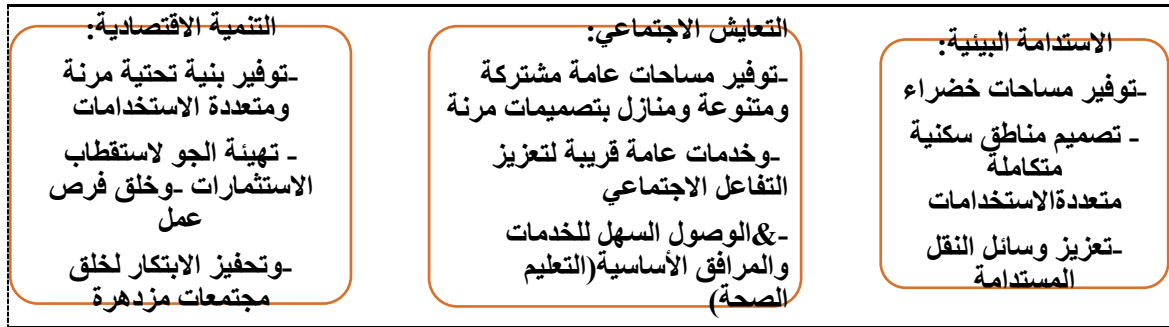 الاستدامة البيئية:
-توفير مساحات خضراء
- تصميم مناطق سكنية
متكاملة
متعددةالاستخدامات
-تعزيز وسائل النقل
المستدامة
التعايش الاجتماعي:
-توفير مساحات عامة مشتركة
ومتنوعة ومنازل بتصميمات مرنة
-وخدمات عامة قريبة لتعزيز
التفاعل الاجتماعي
-&الوصول السهل للخدمات
والمرافق الأساسية(التعليم
الصحة)
التنمية الاقتصادية:
-توفير بنية تحتية مرنة
ومتعددة الاستخدامات
- تهيئة الجو لاستقطاب
الاستثمارات -وخلق فرص
عمل
-وتحفيز الابتكار لخلق
مجتمعات مزدهرة